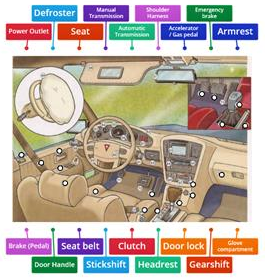 Defroster
Manual
Transmission
Shoulder
Harness
Emergency
brake
Power Outlet
Seat
Automatic
Transmission
Accelerator
/ Gas pedal
Armrest
Brake (Pedal)
Seat belt
Clutch
Door lock
Glove
compartment
Door Handle
Stickshift
Headrest
Gearshift